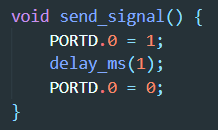 void send_signal() {
    PORTD.0 = 1;
    delay_ms(1);
    PORTD.0 = 0;
}